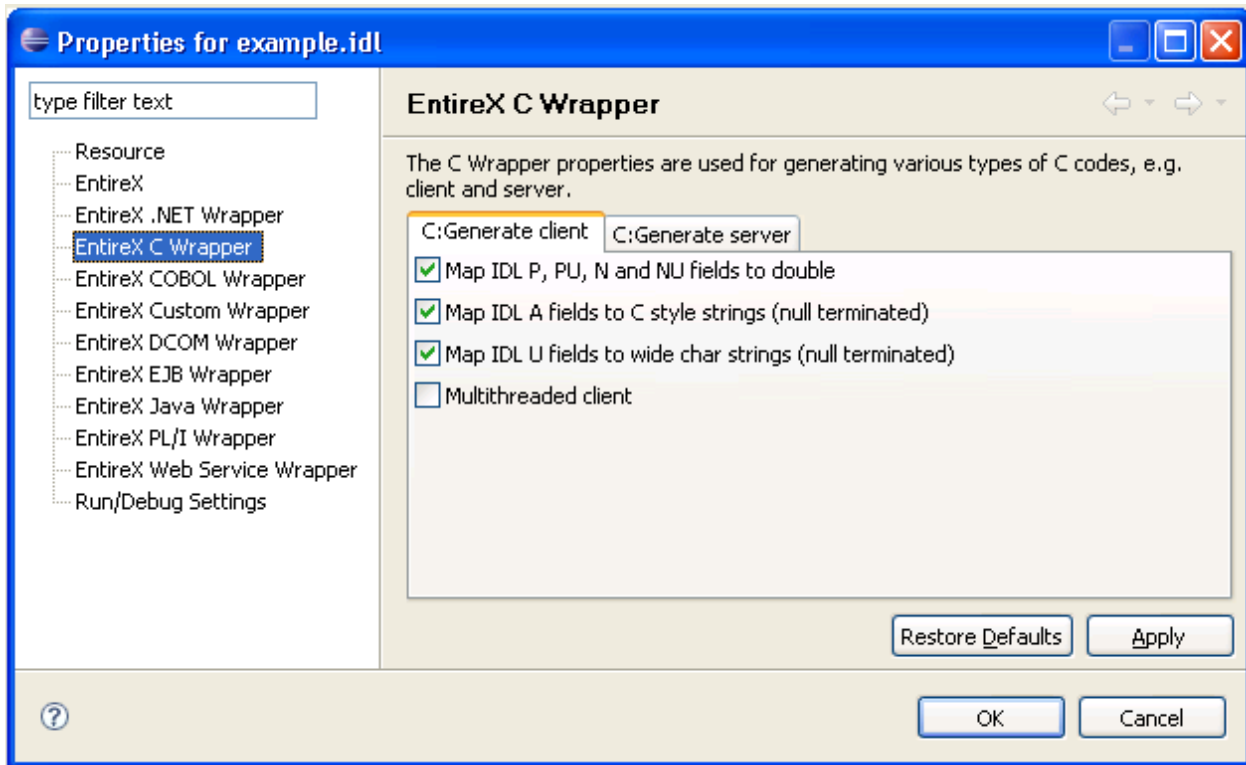 Properties for example.idl
type filter text
Resource
EntireX
EntireX .NET Wrapper
EntireX C Wrapper
EntireX COBOL Wrapper
EntireX Custom Wrapper
EntireX DCOM Wrapper
EntireX EJB Wrapper
EntireX Java Wrapper
EntireX PL/I Wrapper
EntireX Web Service Wrapper
Run/Debug Settings
EntireX C Wrapper
The C Wrapper properties are used for generating various types of C codes, e.g.
client and server.
C:Generate client C:Generate server
Map IDL P, PU, N and NU fields to double
Map IDL A fields to C style strings (null terminated)
Map IDL U fields to wide char strings (null terminated)
Multithreaded client
Restore Defaults Apply
? OK Cancel